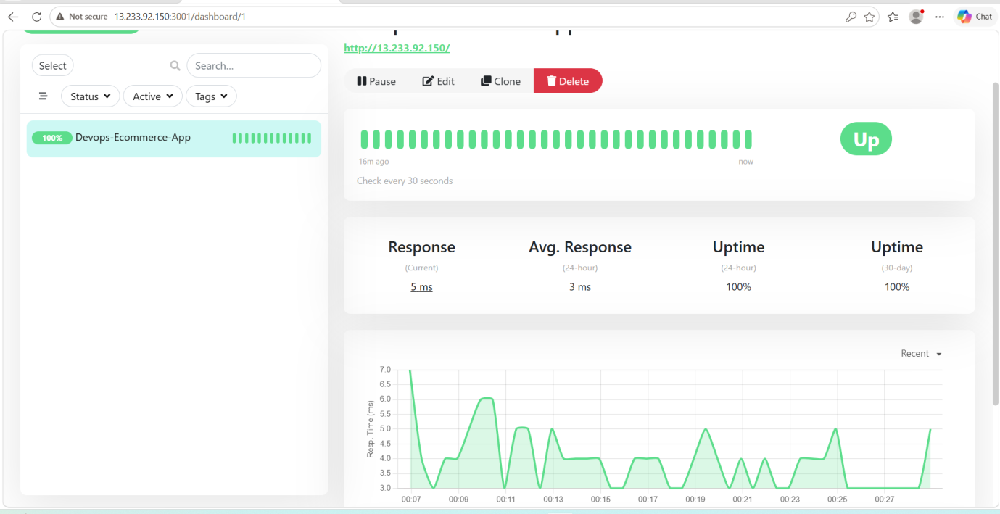 Not secure 13.233.92.150:3001/dashboard/1
Chat
Select
Search...
Status
Active
Tags
100% Devops-Ecommerce-App
http://13.233.92.150/
Pause Edit Clone Delete
Up
16m ago now
Check every 30 seconds
Response Avg. Response Uptime Uptime
(Current) (24-hour) (24-hour) (30-day)
5 ms 3 ms 100% 100%
Recent
Resp. Time (ms)
7.0
6.5
6.0
5.5
5.0
4.5
4.0
3.5
3.0
00:07 00:09 00:11 00:13 00:15 00:17 00:19 00:21 00:23 00:25 00:27